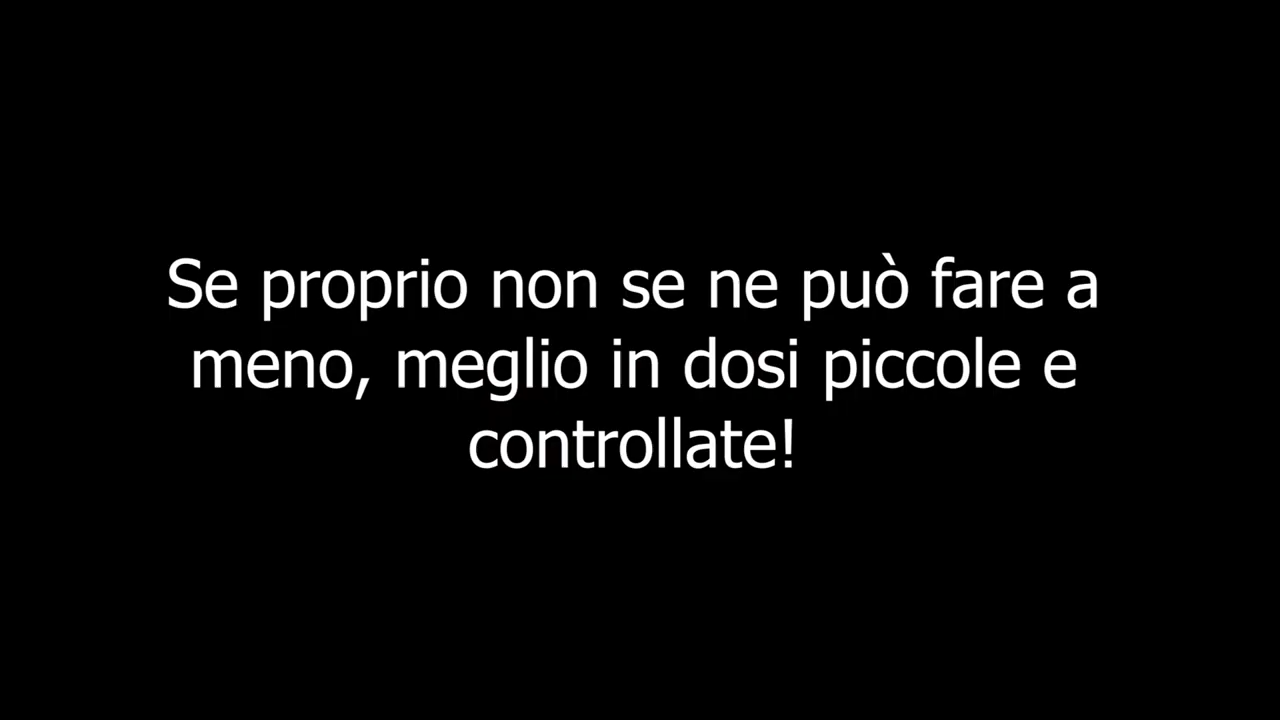 Se proprio non se ne può fare a
meno, meglio in dosi piccole e
controllate!